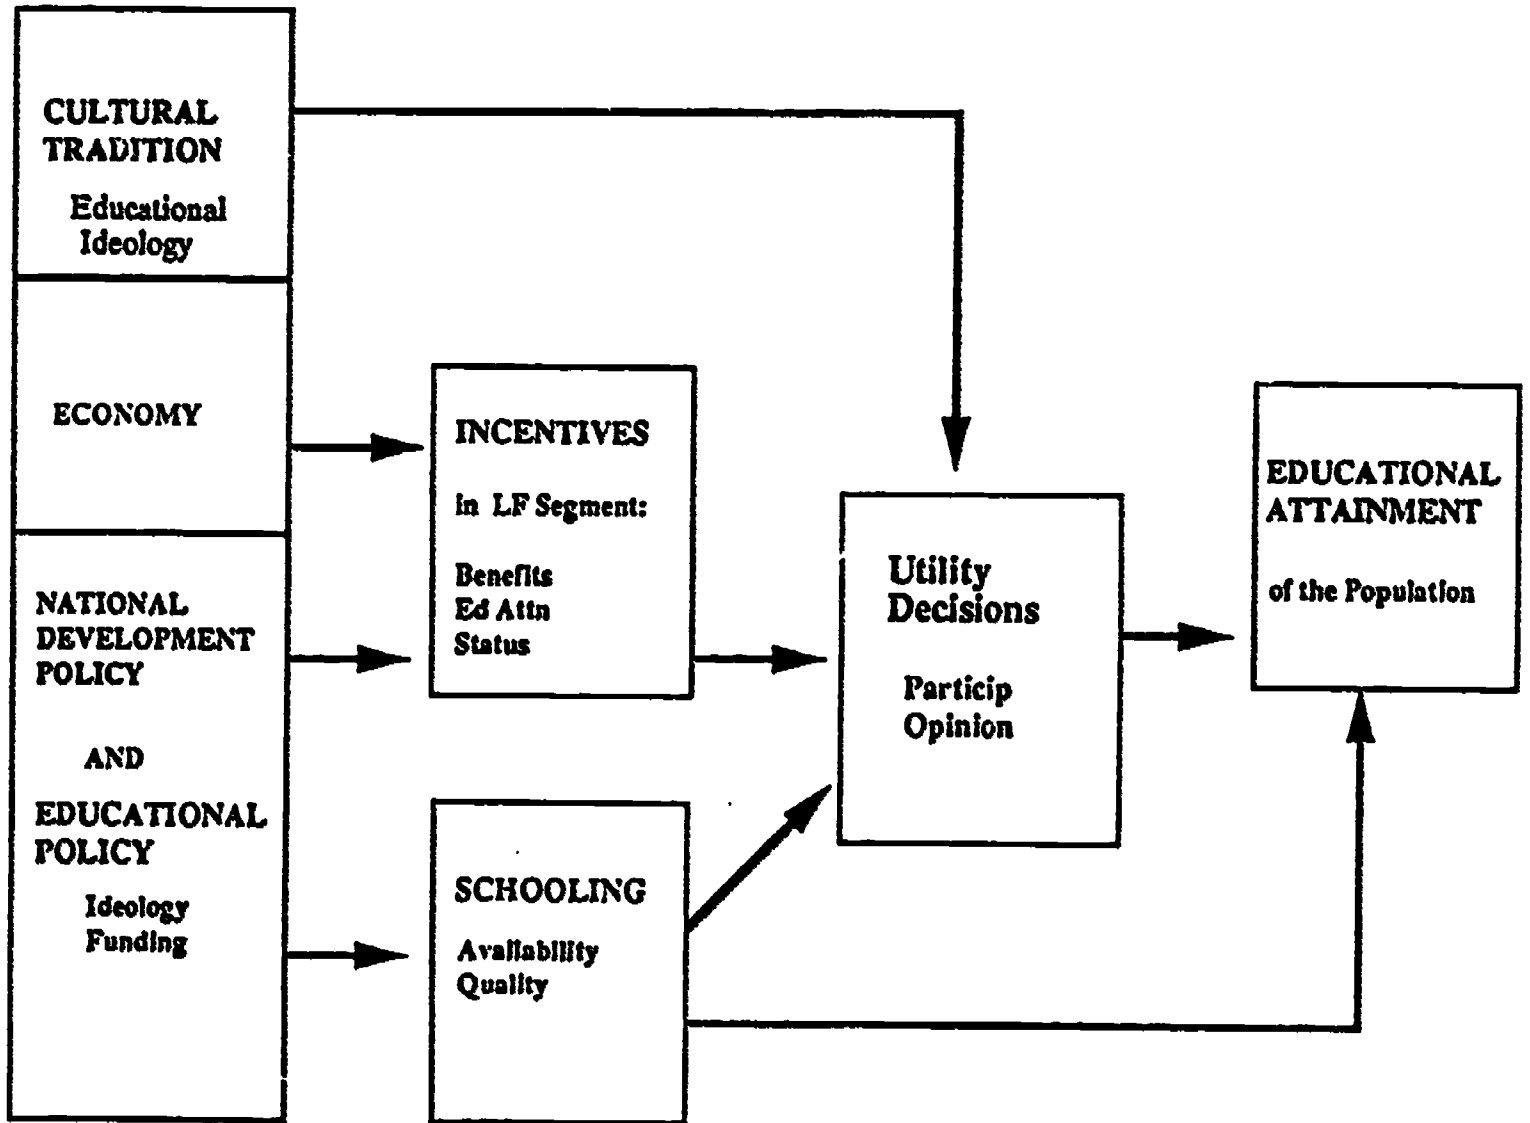 CULTURAL
TRADITION
Educational
Ideology
ECONOMY
NATIONAL
DEVELOPMENT
POLICY
AND
EDUCATIONAL
POLICY
Ideology
Funding
INCENTIVES
in LF Segment:
Benefits
Ed Attn
Status
SCHOOLING
Availability
Quality
Utility
Decisions
Particip
Opinion
EDUCATIONAL
ATTAINMENT
of the Population